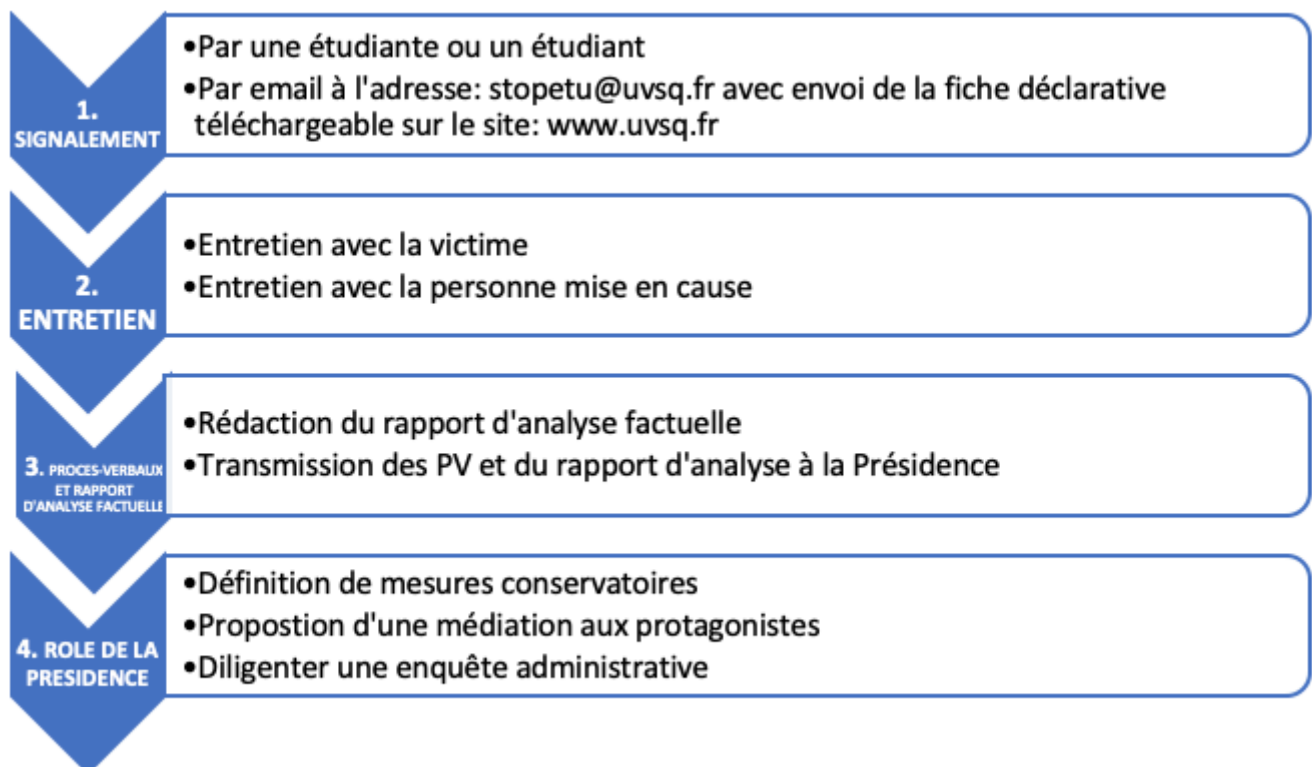 1.
SIGNALEMENT
•Par une étudiante ou un étudiant
•Par email à l'adresse: stopetu@uvsq.fr avec envoi de la fiche déclarative
téléchargeable sur le site: www.uvsq.fr
2.
ENTRETIEN
•Entretien avec la victime
•Entretien avec la personne mise en cause
3. PROCES-VERBAUX
ET RAPPORT
D'ANALYSE FACTUELLE
•Rédaction du rapport d'analyse factuelle
•Transmission des PV et du rapport d'analyse à la Présidence
4. ROLE DE LA
PRESIDENCE
•Définition de mesures conservatoires
•Propostion d'une médiation aux protagonistes
•Diligenter une enquête administrative